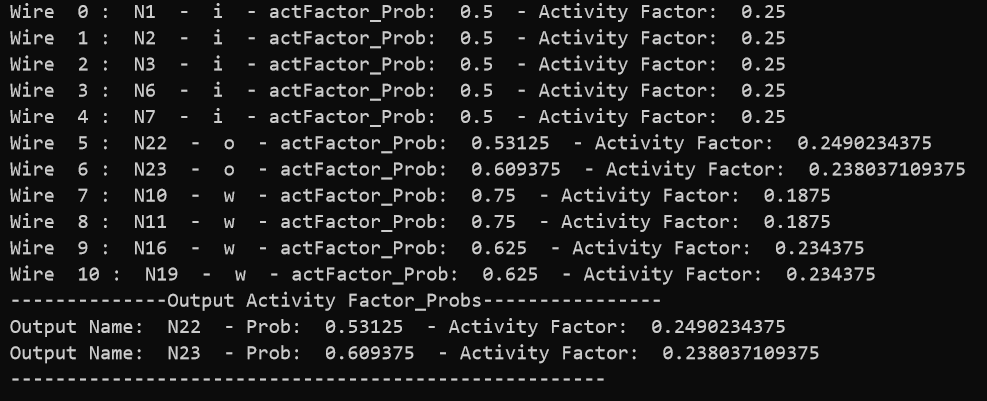 Wire  0 :  N1  -  i  - actFactor_Prob:  0.5  - Activity Factor:  0.25
Wire  1 :  N2  -  i  - actFactor_Prob:  0.5  - Activity Factor:  0.25
Wire  2 :  N3  -  i  - actFactor_Prob:  0.5  - Activity Factor:  0.25
Wire  3 :  N6  -  i  - actFactor_Prob:  0.5  - Activity Factor:  0.25
Wire  4 :  N7  -  i  - actFactor_Prob:  0.5  - Activity Factor:  0.25
Wire  5 :  N22  -  o  - actFactor_Prob:  0.53125  - Activity Factor:  0.2490234375
Wire  6 :  N23  -  o  - actFactor_Prob:  0.609375  - Activity Factor:  0.238037109375
Wire  7 :  N10  -  w  - actFactor_Prob:  0.75  - Activity Factor:  0.1875
Wire  8 :  N11  -  w  - actFactor_Prob:  0.75  - Activity Factor:  0.1875
Wire  9 :  N16  -  w  - actFactor_Prob:  0.625  - Activity Factor:  0.234375
Wire  10 :  N19  -  w  - actFactor_Prob:  0.625  - Activity Factor:  0.234375
--------------Output Activity Factor_Probs----------------
Output Name:  N22  - Prob:  0.53125  - Activity Factor:  0.2490234375
Output Name:  N23  - Prob:  0.609375  - Activity Factor:  0.238037109375
-----------------------------------------------------